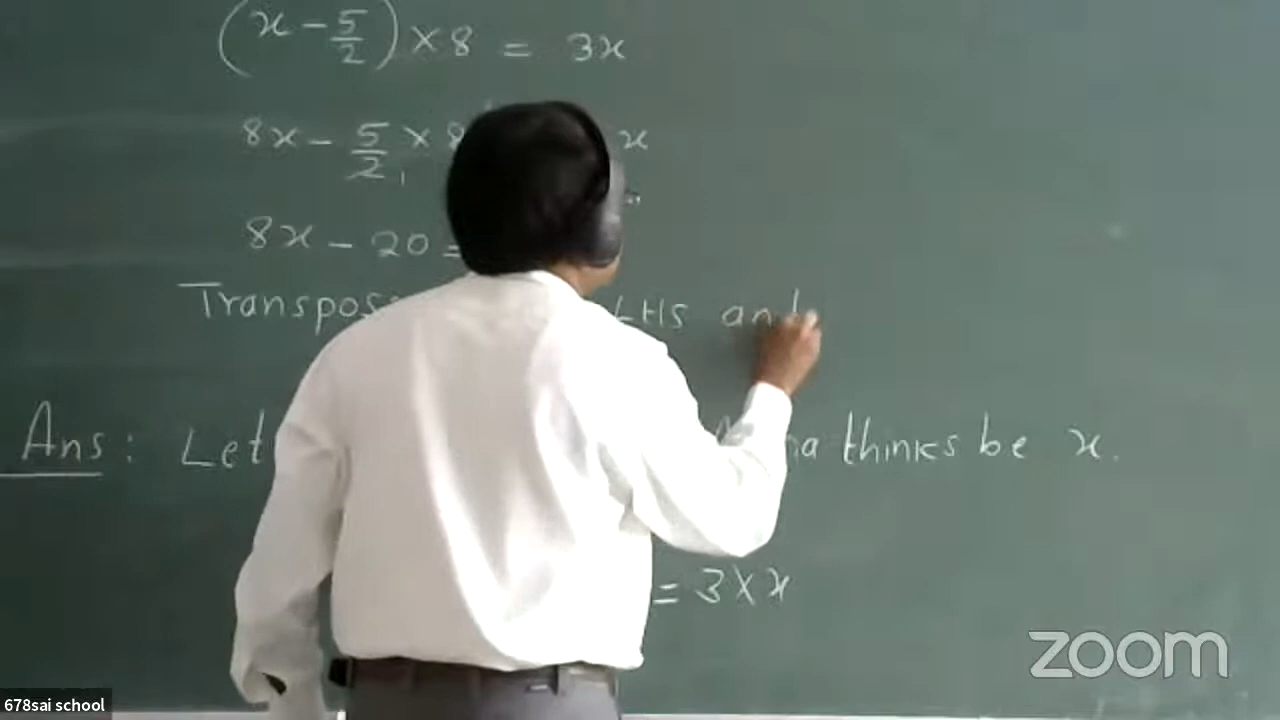 (x - 5/2) × 8 = 3x
8x - 5/2 × 8 x
8x - 20 =
Transpos LHS and
Ans: Let thinks be x.
= 3 × x
zoom
678sai school